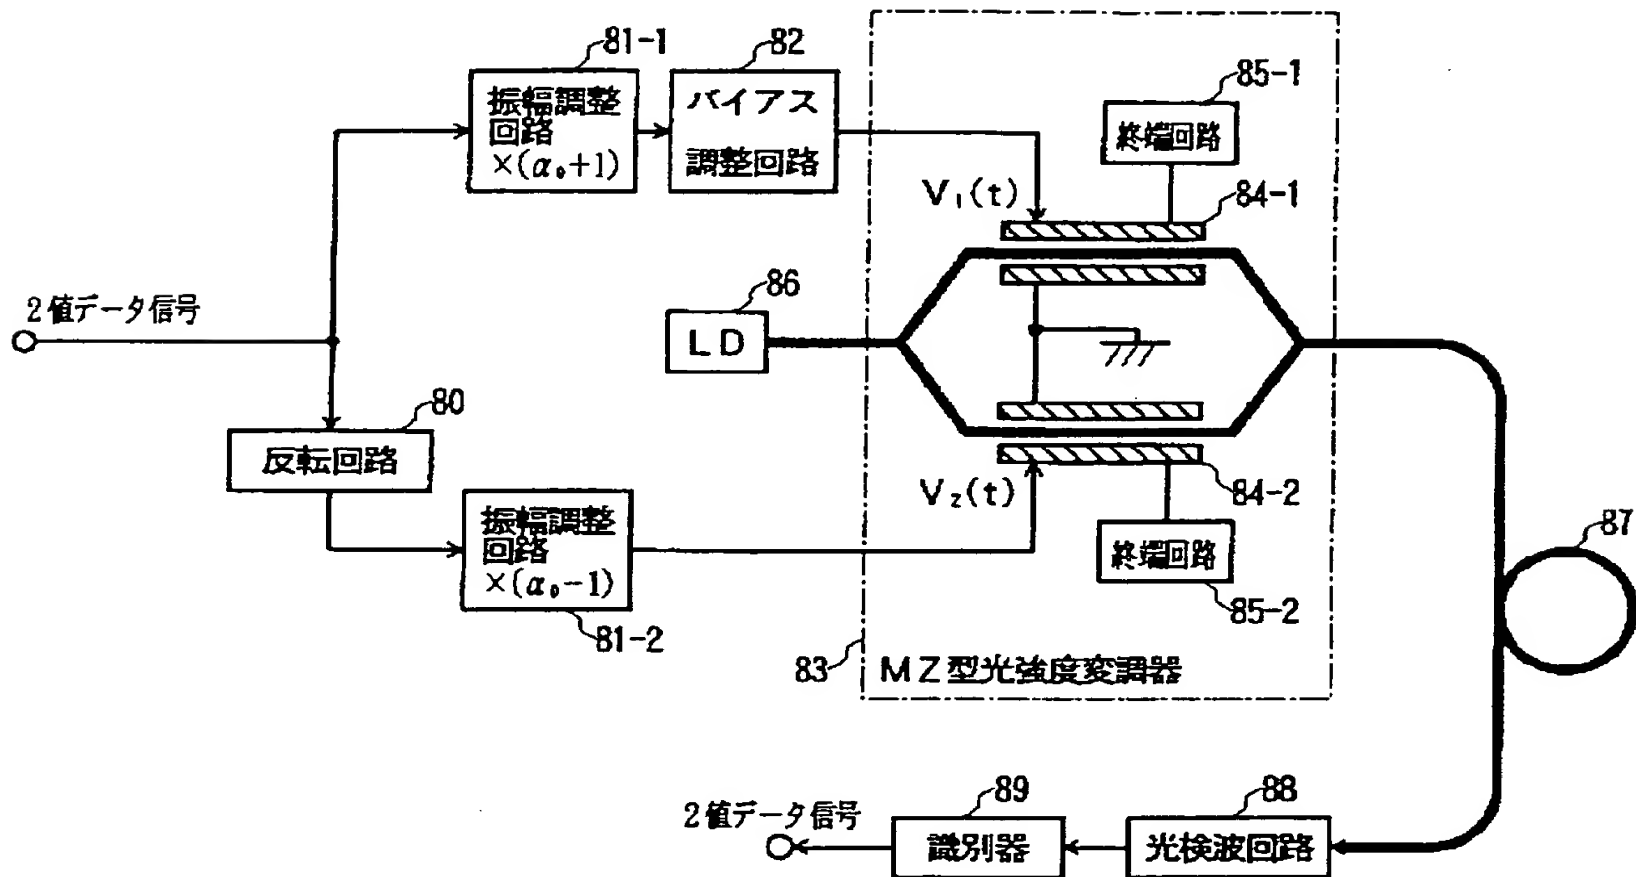 81-1
82
振幅調整
回路
×(α₀+1)
バイアス
調整回路
85-1
終端回路
V₁(t)
84-1
2値データ信号
86
LD
80
反転回路
振幅調整
回路
×(α₀-1)
81-2
V₂(t)
84-2
終端回路
85-2
87
83
MZ型光強度変調器
2値データ信号
89
識別器
88
光検波回路